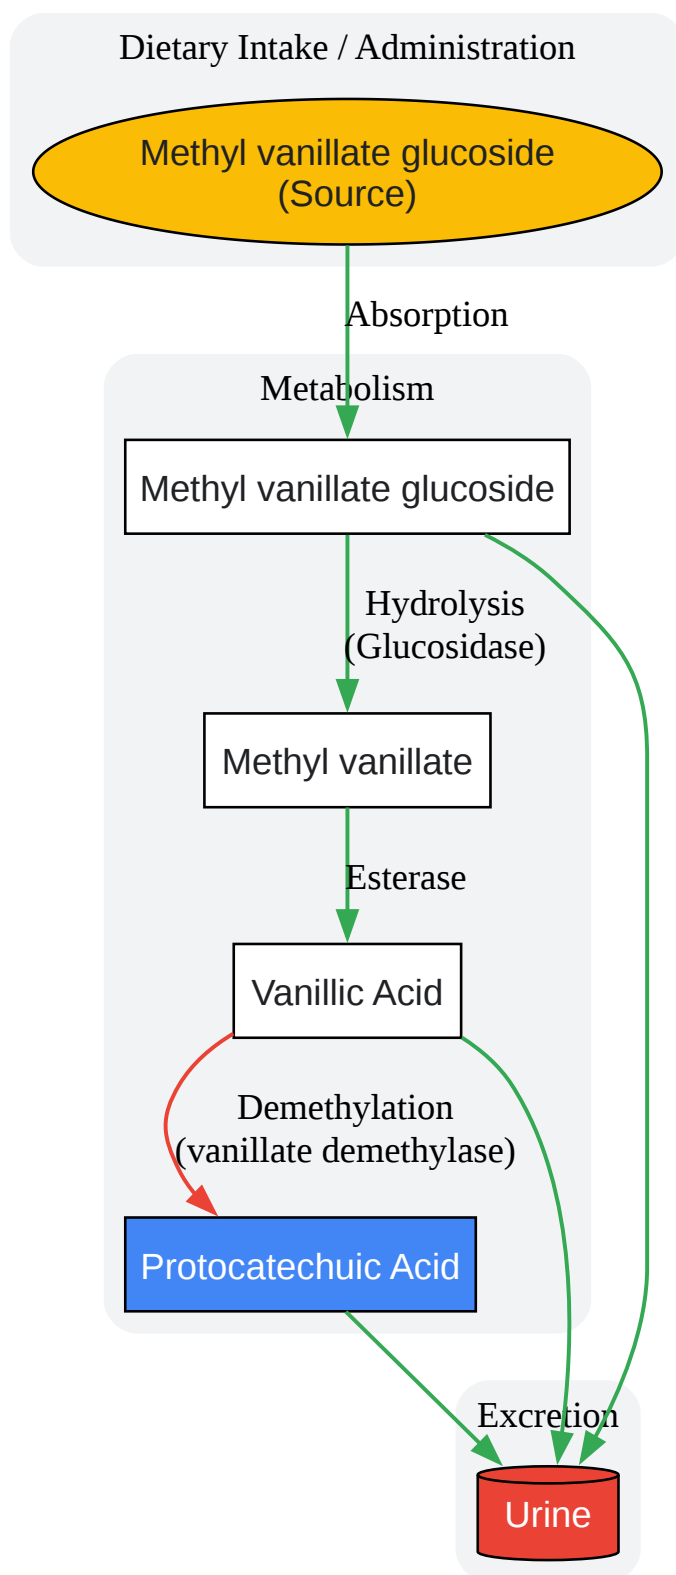 Dietary Intake / Administration
Methyl vanillate glucoside
(Source)
Absorption
Metabolism
Methyl vanillate glucoside
Hydrolysis
(Glucosidase)
Methyl vanillate
Esterase
Vanillic Acid
Demethylation
(vanillate demethylase)
Protocatechuic Acid
Excretion
Urine